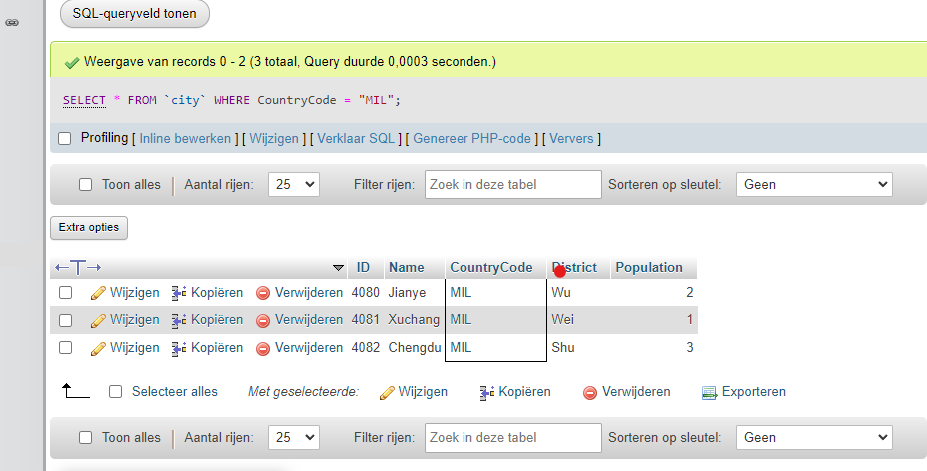 SQL-queryveld tonen
Weergave van records 0 - 2 (3 totaal, Query duurde 0,0003 seconden.)
SELECT * FROM `city` WHERE CountryCode = "MIL";
Profiling [ Inline bewerken ] [ Wijzigen ] [ Verklaar SQL ] [ Genereer PHP-code ] [ Ververs ]
Toon alles Aantal rijen: 25 Filter rijen: Zoek in deze tabel Sorteren op sleutel: Geen
Extra opties
ID Name CountryCode District Population
Wijzigen Kopiëren Verwijderen 4080 Jianye MIL Wu 2
Wijzigen Kopiëren Verwijderen 4081 Xuchang MIL Wei 1
Wijzigen Kopiëren Verwijderen 4082 Chengdu MIL Shu 3
Selecteer alles Met geselecteerde: Wijzigen Kopiëren Verwijderen Exporteren
Toon alles Aantal rijen: 25 Filter rijen: Zoek in deze tabel Sorteren op sleutel: Geen